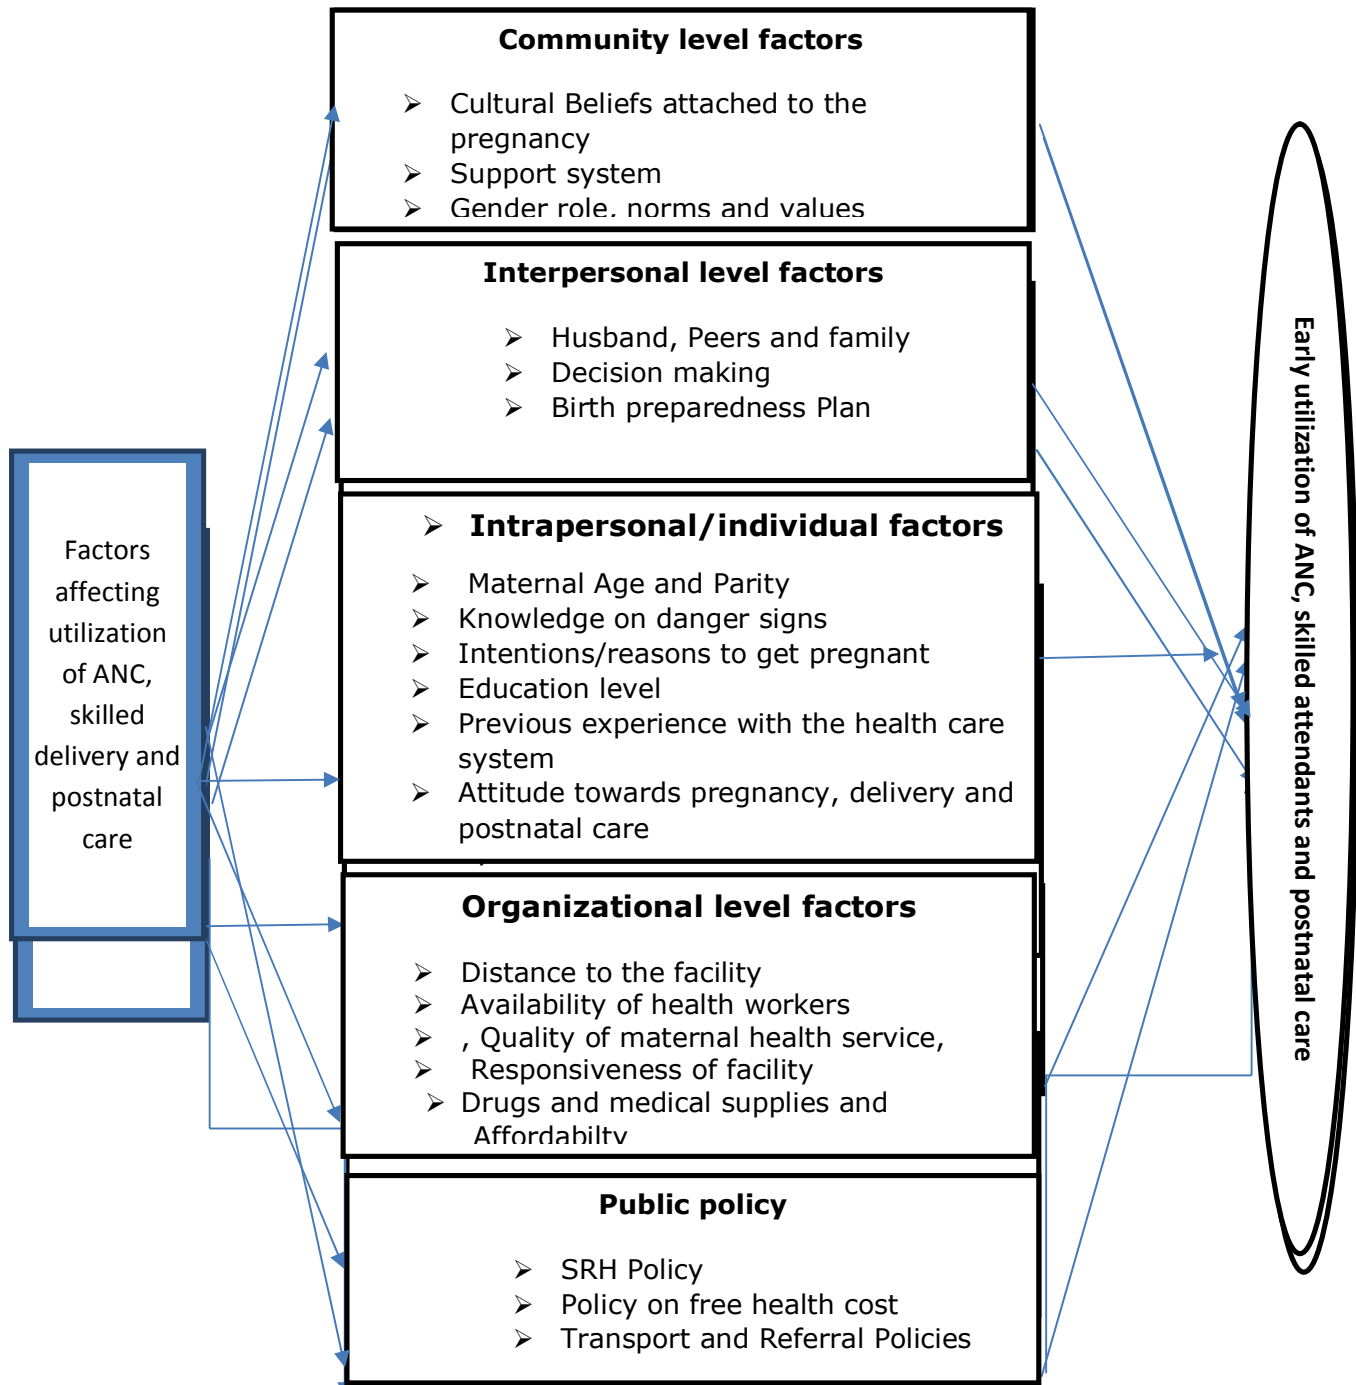 Community level factors
➢ Cultural Beliefs attached to the
pregnancy
➢ Support system
➢ Gender role, norms and values
Interpersonal level factors
➢ Husband, Peers and family
➢ Decision making
➢ Birth preparedness Plan
Factors
affecting
utilization
of ANC,
skilled
delivery and
postnatal
care
➢ Intrapersonal/individual factors
➢ Maternal Age and Parity
➢ Knowledge on danger signs
➢ Intentions/reasons to get pregnant
➢ Education level
➢ Previous experience with the health care
system
➢ Attitude towards pregnancy, delivery and
postnatal care
Organizational level factors
➢ Distance to the facility
➢ Availability of health workers
➢ , Quality of maternal health service,
➢ Responsiveness of facility
➢ Drugs and medical supplies and
Affordabilty
Public policy
➢ SRH Policy
➢ Policy on free health cost
➢ Transport and Referral Policies
Early utilization of ANC, skilled attendants and postnatal care